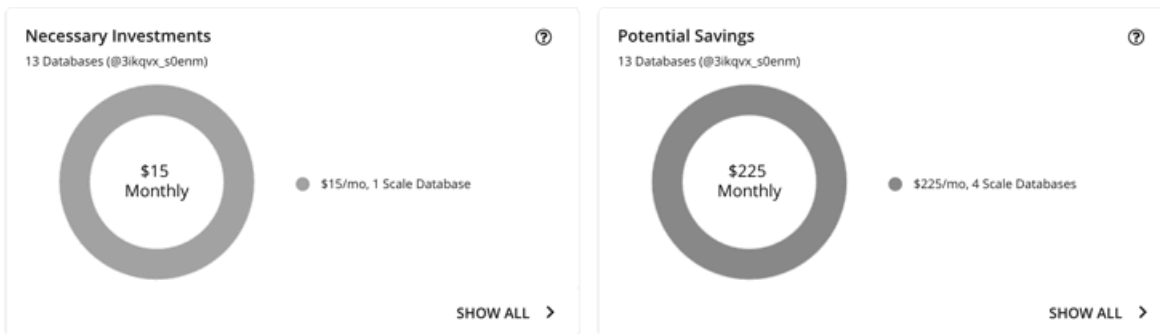 Necessary Investments
13 Databases (@3ikqvx_s0enm)
$15
Monthly
$15/mo, 1 Scale Database
SHOW ALL
Potential Savings
13 Databases (@3ikqvx_s0enm)
$225
Monthly
$225/mo, 4 Scale Databases
SHOW ALL